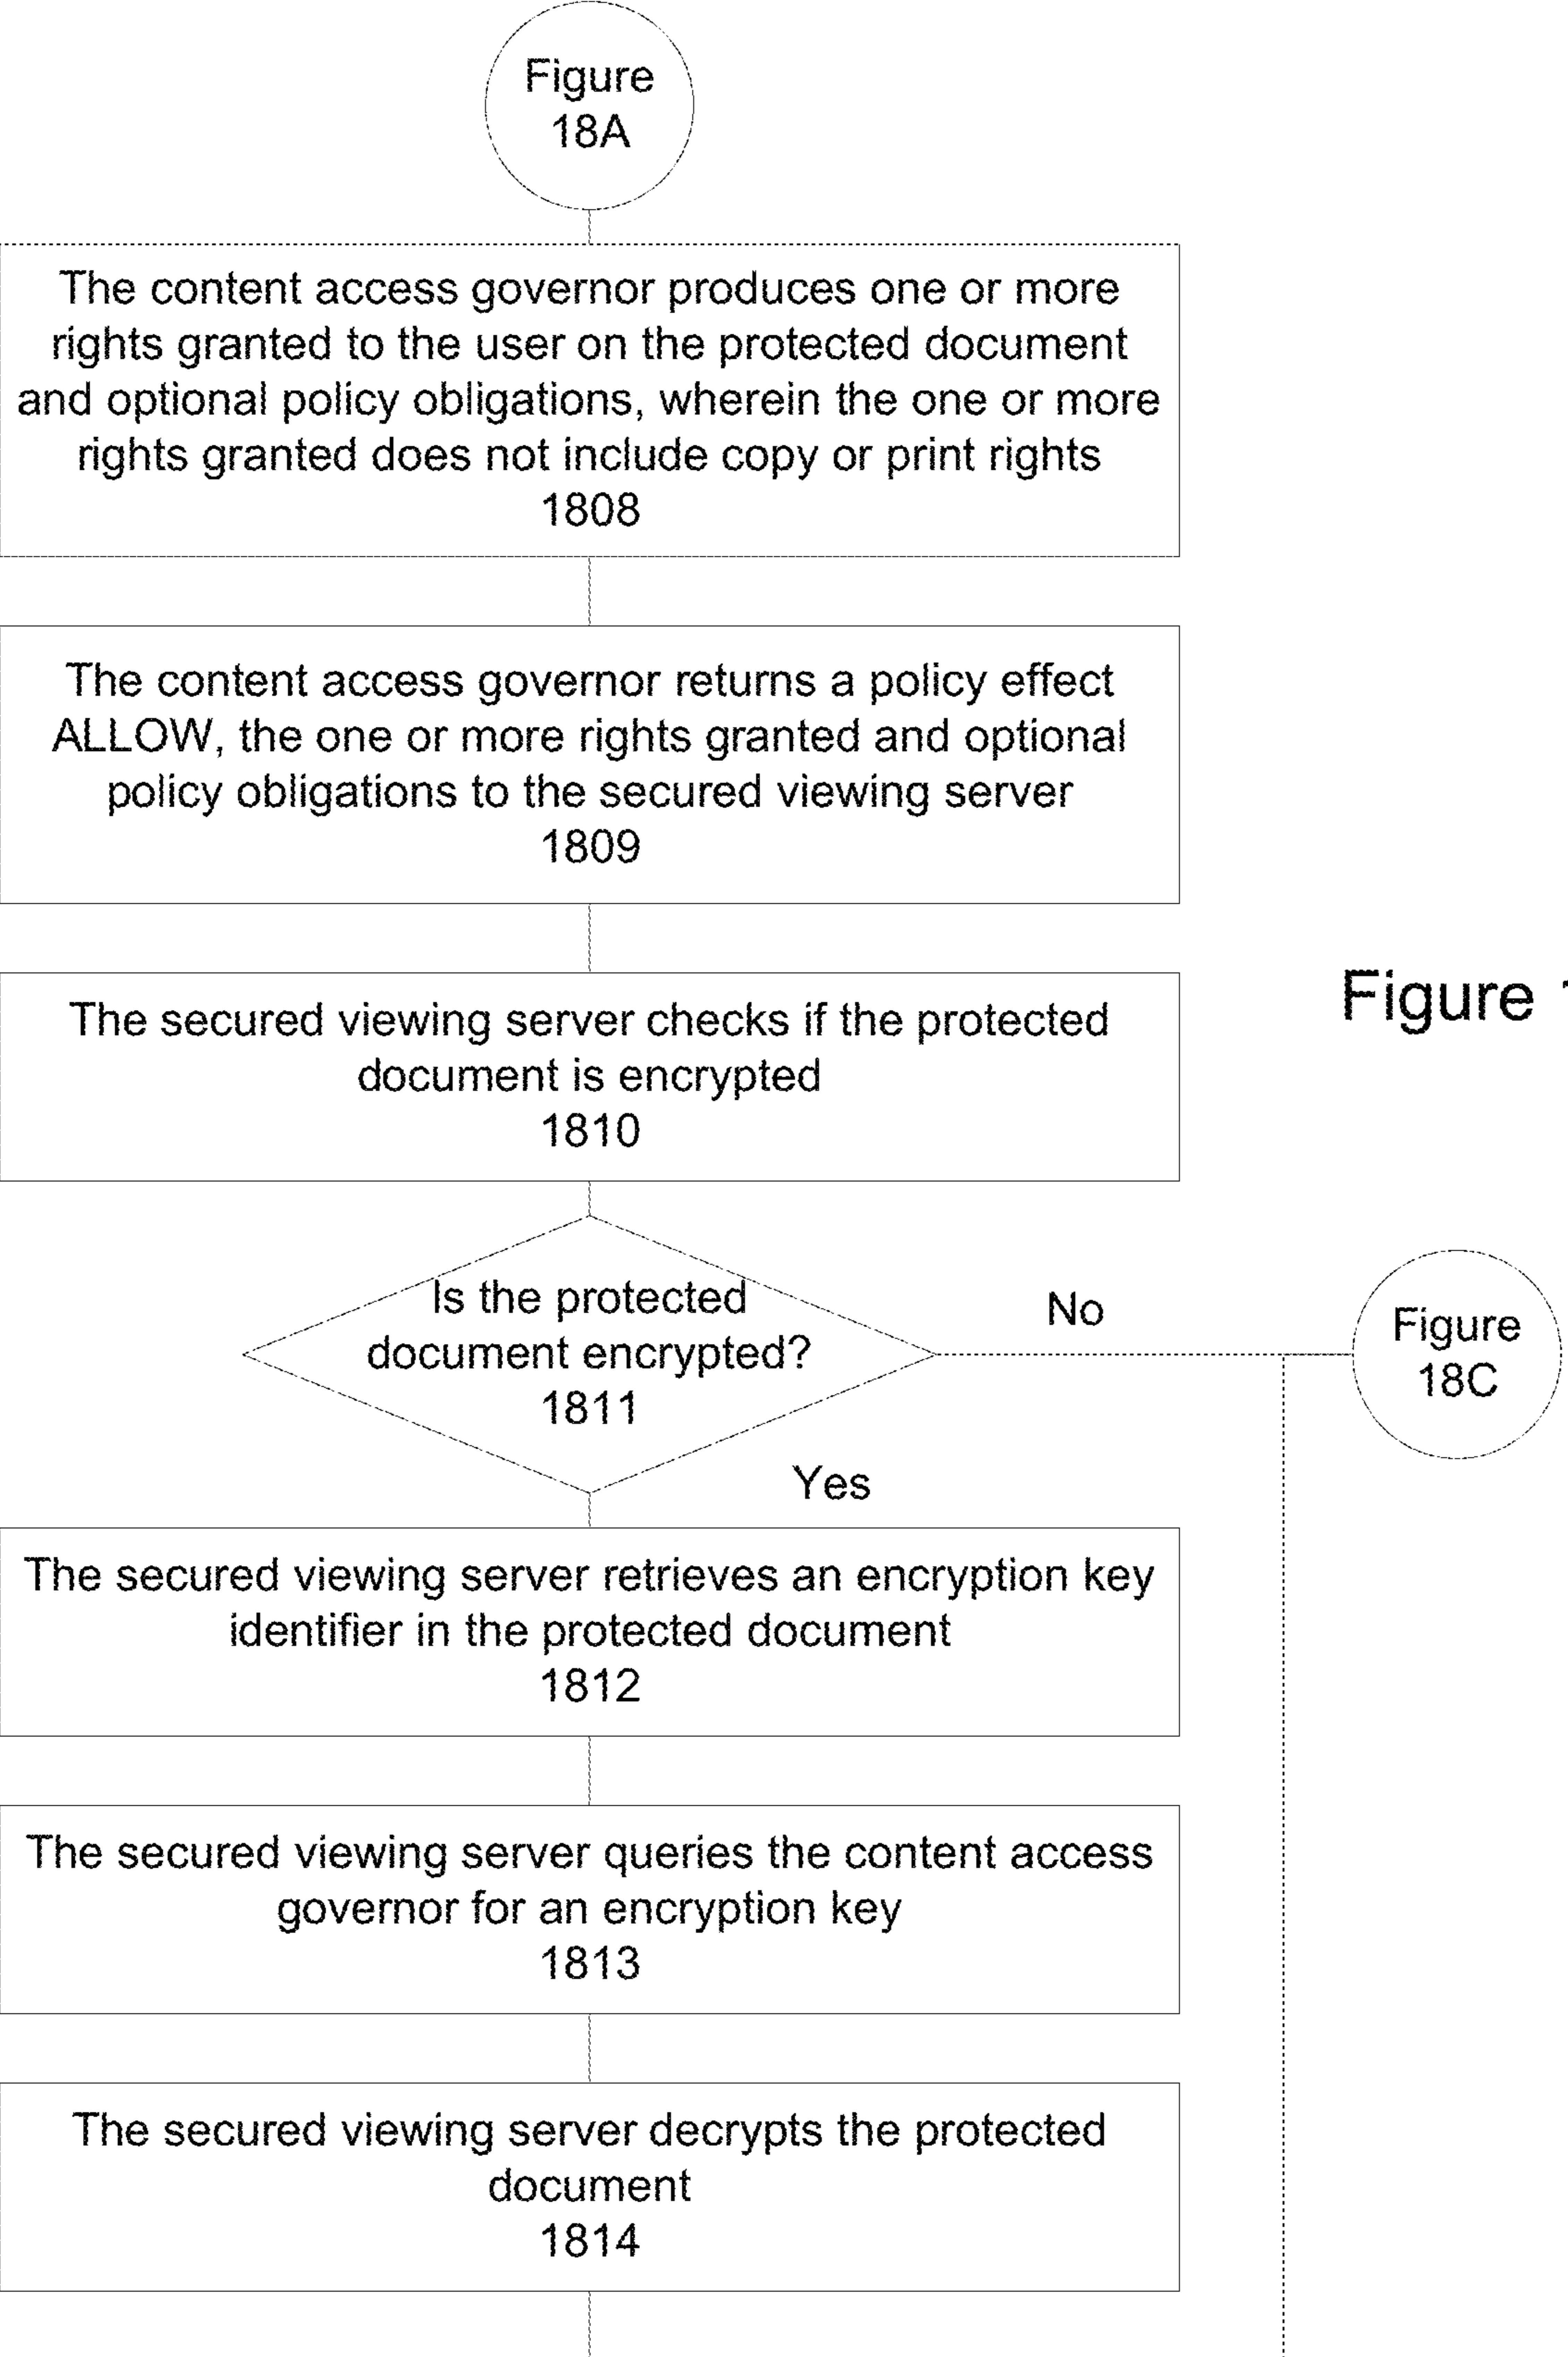 Figure
18A
The content access governor produces one or more
rights granted to the user on the protected document
and optional policy obligations, wherein the one or more
rights granted does not include copy or print rights
1808
The content access governor returns a policy effect
ALLOW, the one or more rights granted and optional
policy obligations to the secured viewing server
1809
The secured viewing server checks if the protected
document is encrypted
1810
Figure
Is the protected
document encrypted?
1811
No
Figure
18C
Yes
The secured viewing server retrieves an encryption key
identifier in the protected document
1812
The secured viewing server queries the content access
governor for an encryption key
1813
The secured viewing server decrypts the protected
document
1814